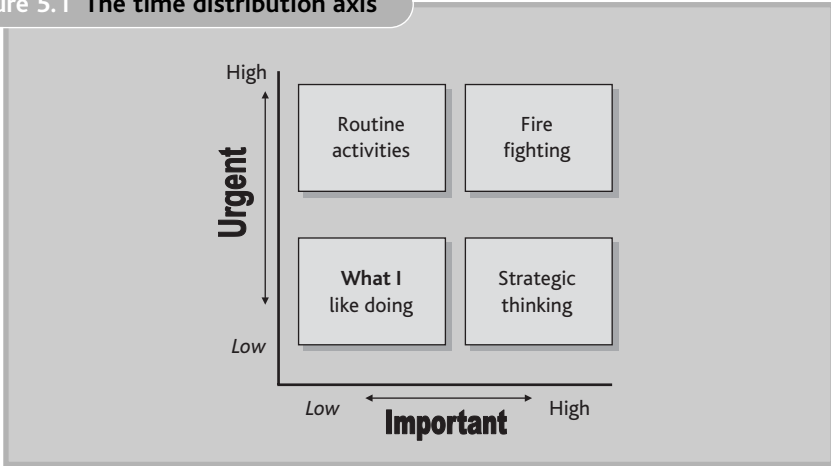 ure 5.1 The time distribution axis
High
Routine
activities
Fire
fighting
Urgent
What I
like doing
Strategic
thinking
Low
Low
Important
High